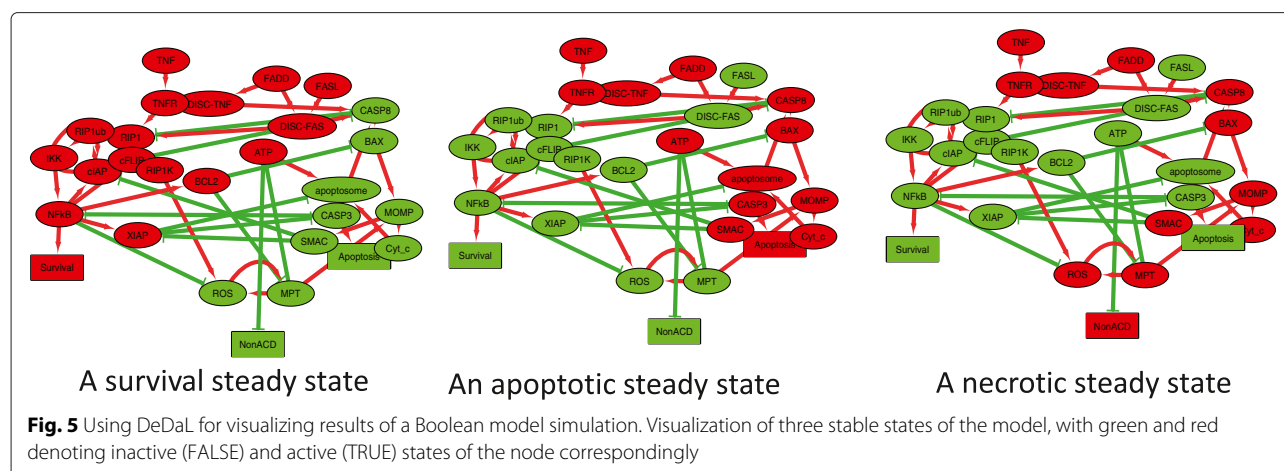 TNF
FADD
FASL
TNFR
DISC-TNF
CASP8
RIP1ub
RIP1
DISC-FAS
BAX
IKK
cIAP
cFLIP
RIP1K
ATP
BCL2
apoptosome
NFkB
CASP3
MOMP
XIAP
SMAC
Cyt_c
Survival
Apoptosis
ROS
MPT
NonACD
A survival steady state
TNF
FADD
FASL
TNFR
DISC-TNF
CASP8
RIP1ub
RIP1
DISC-FAS
BAX
IKK
cIAP
cFLIP
RIP1K
ATP
BCL2
apoptosome
NFkB
CASP3
MOMP
XIAP
SMAC
Cyt_c
Survival
Apoptosis
ROS
MPT
NonACD
An apoptotic steady state
TNF
FADD
FASL
TNFR
DISC-TNF
CASP8
RIP1ub
RIP1
DISC-FAS
BAX
IKK
cIAP
cFLIP
RIP1K
ATP
BCL2
apoptosome
NFkB
CASP3
MOMP
XIAP
SMAC
Cyt_c
Survival
Apoptosis
ROS
MPT
NonACD
A necrotic steady state
Fig. 5 Using DeDaL for visualizing results of a Boolean model simulation. Visualization of three stable states of the model, with green and red
denoting inactive (FALSE) and active (TRUE) states of the node correspondingly